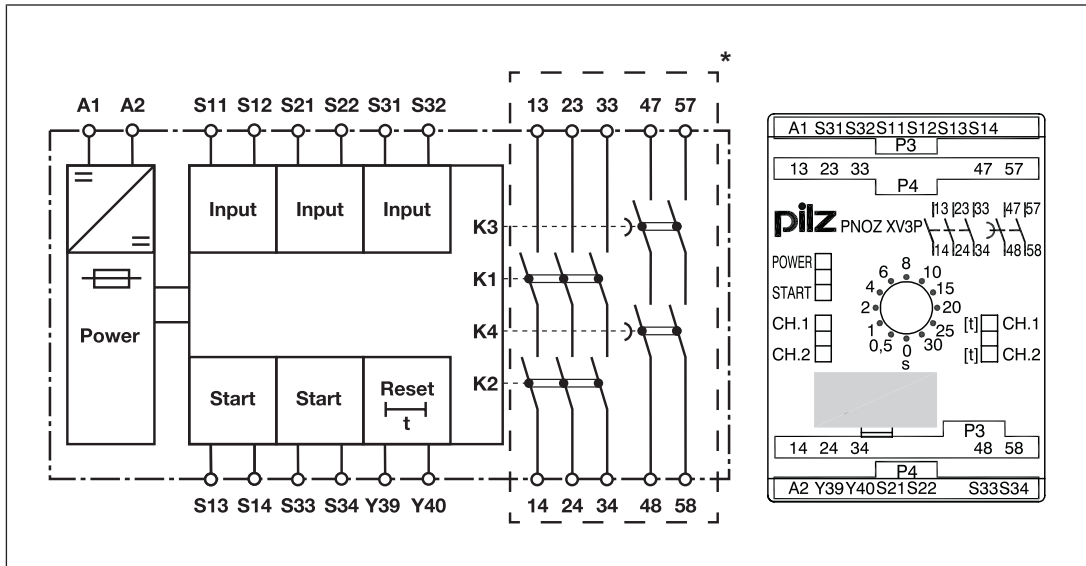 *
A1 A2 S11 S12 S21 S22 S31 S32 13 23 33 47 57
Input Input Input
K3
K1
K4
K2
Power
Start Start Reset
t
S13 S14 S33 S34 Y39 Y40 14 24 34 48 58
A1 S31 S32 S11 S12 S13 S14
P3
13 23 33 47 57
P4
pilz PNOZ XV3P
13 23 33 47 57
14 24 34 48 58
POWER
START
CH.1
CH.2
8
6 10
4 15
2 20
1 25
0,5 30
0
s
[t] CH.1
[t] CH.2
P3
14 24 34 48 58
P4
A2 Y39 Y40 S21 S22 S33 S34